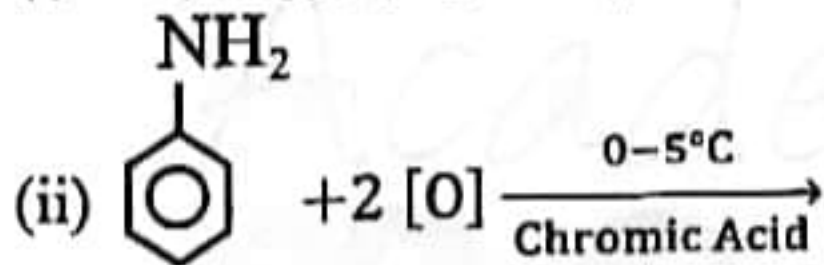 NH₂
(ii) +2 [O] 0–5°C
Chromic Acid